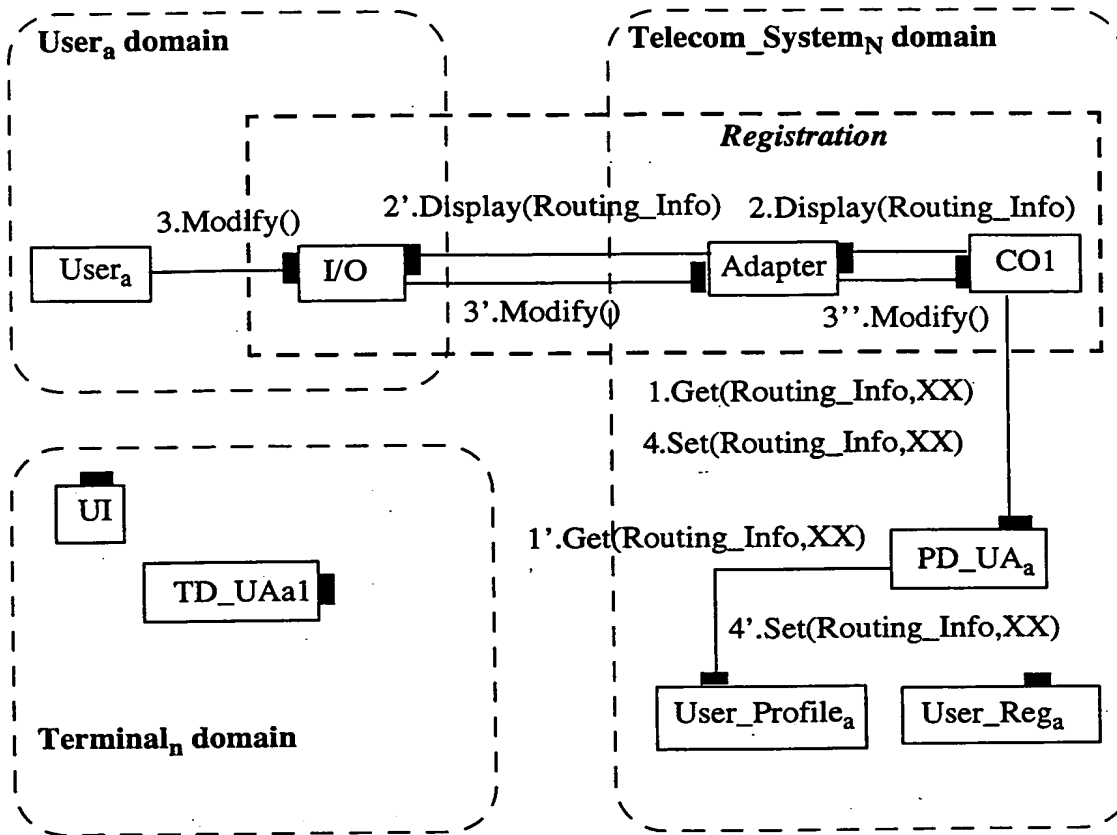 User_a domain
Telecom_System_N domain
Registration
3.Modify()
2'.Display(Routing_Info)
2.Display(Routing_Info)
User_a
I/O
Adapter
CO1
3'.Modify()
3''.Modify()
1.Get(Routing_Info,XX)
4.Set(Routing_Info,XX)
UI
1'.Get(Routing_Info,XX)
PD_UA_a
TD_UAa1
4'.Set(Routing_Info,XX)
User_Profile_a
User_Reg_a
Terminal_n domain